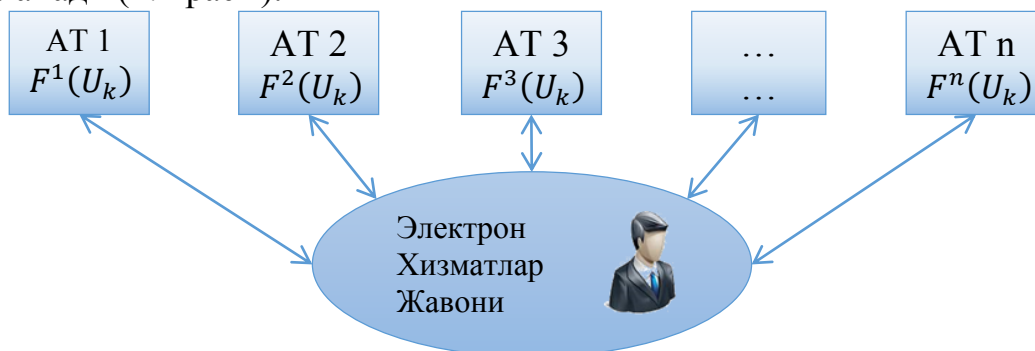 АТ 1
F¹(Uₖ)
АТ 2
F²(Uₖ)
АТ 3
F³(Uₖ)
…
…
АТ n
Fⁿ(Uₖ)
Электрон
Хизматлар
Жавони